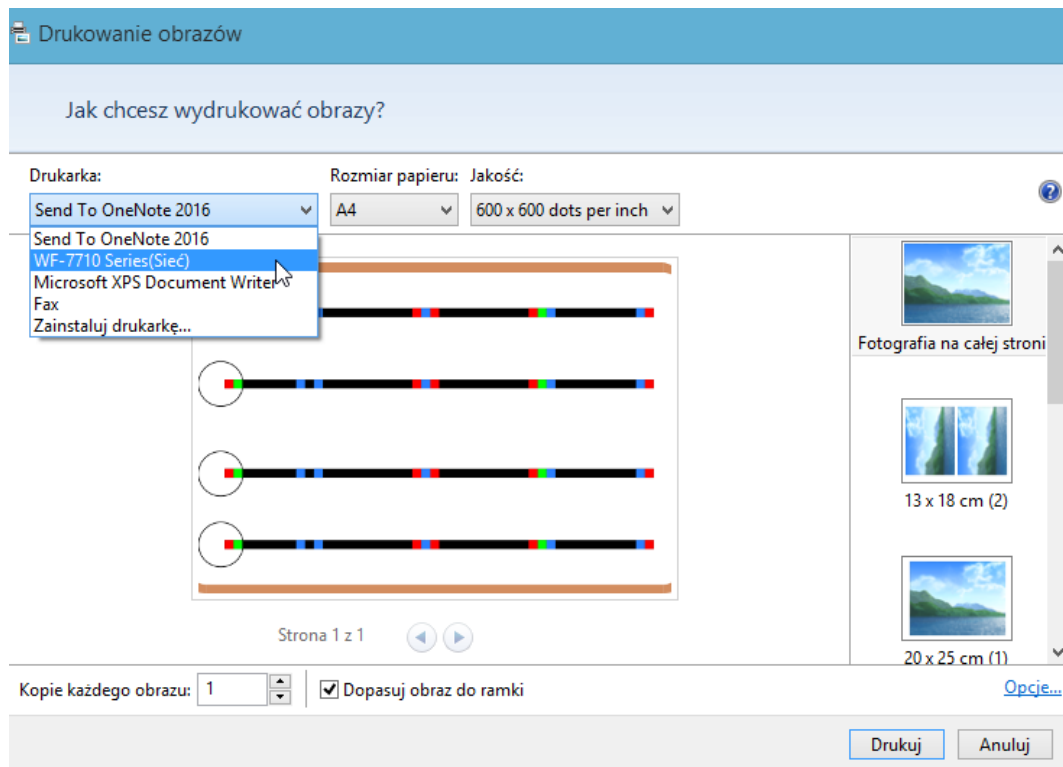 Drukowanie obrazów
Jak chcesz wydrukować obrazy?
Drukarka: Rozmiar papieru: Jakość:
Send To OneNote 2016 A4 600 x 600 dots per inch
Send To OneNote 2016
WF-7710 Series(Sieć)
Microsoft XPS Document Writer
Fax
Zainstaluj drukarkę...
Fotografia na całej stroni
13 x 18 cm (2)
20 x 25 cm (1)
Strona 1 z 1
Kopie każdego obrazu: 1 Dopasuj obraz do ramki Opcje...
Drukuj Anuluj